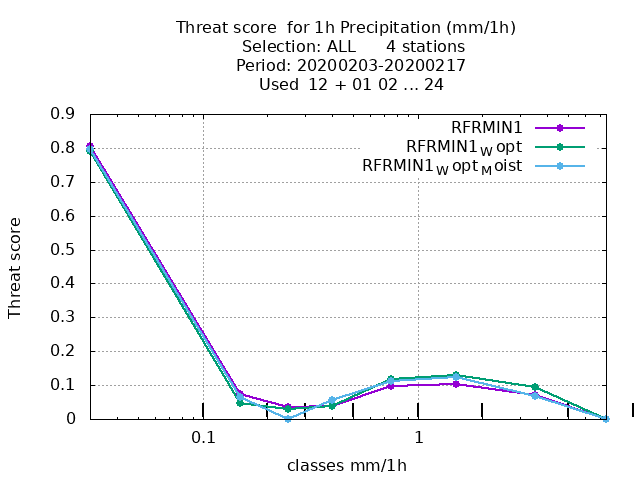 Threat score  for 1h Precipitation (mm/1h)
Selection: ALL      4 stations
Period: 20200203-20200217
Used  12 + 01 02 ... 24
RFRMIN1
RFRMIN1_W opt
RFRMIN1_W opt_M oist
Threat score
0.9
0.8
0.7
0.6
0.5
0.4
0.3
0.2
0.1
0
0.1
1
classes mm/1h